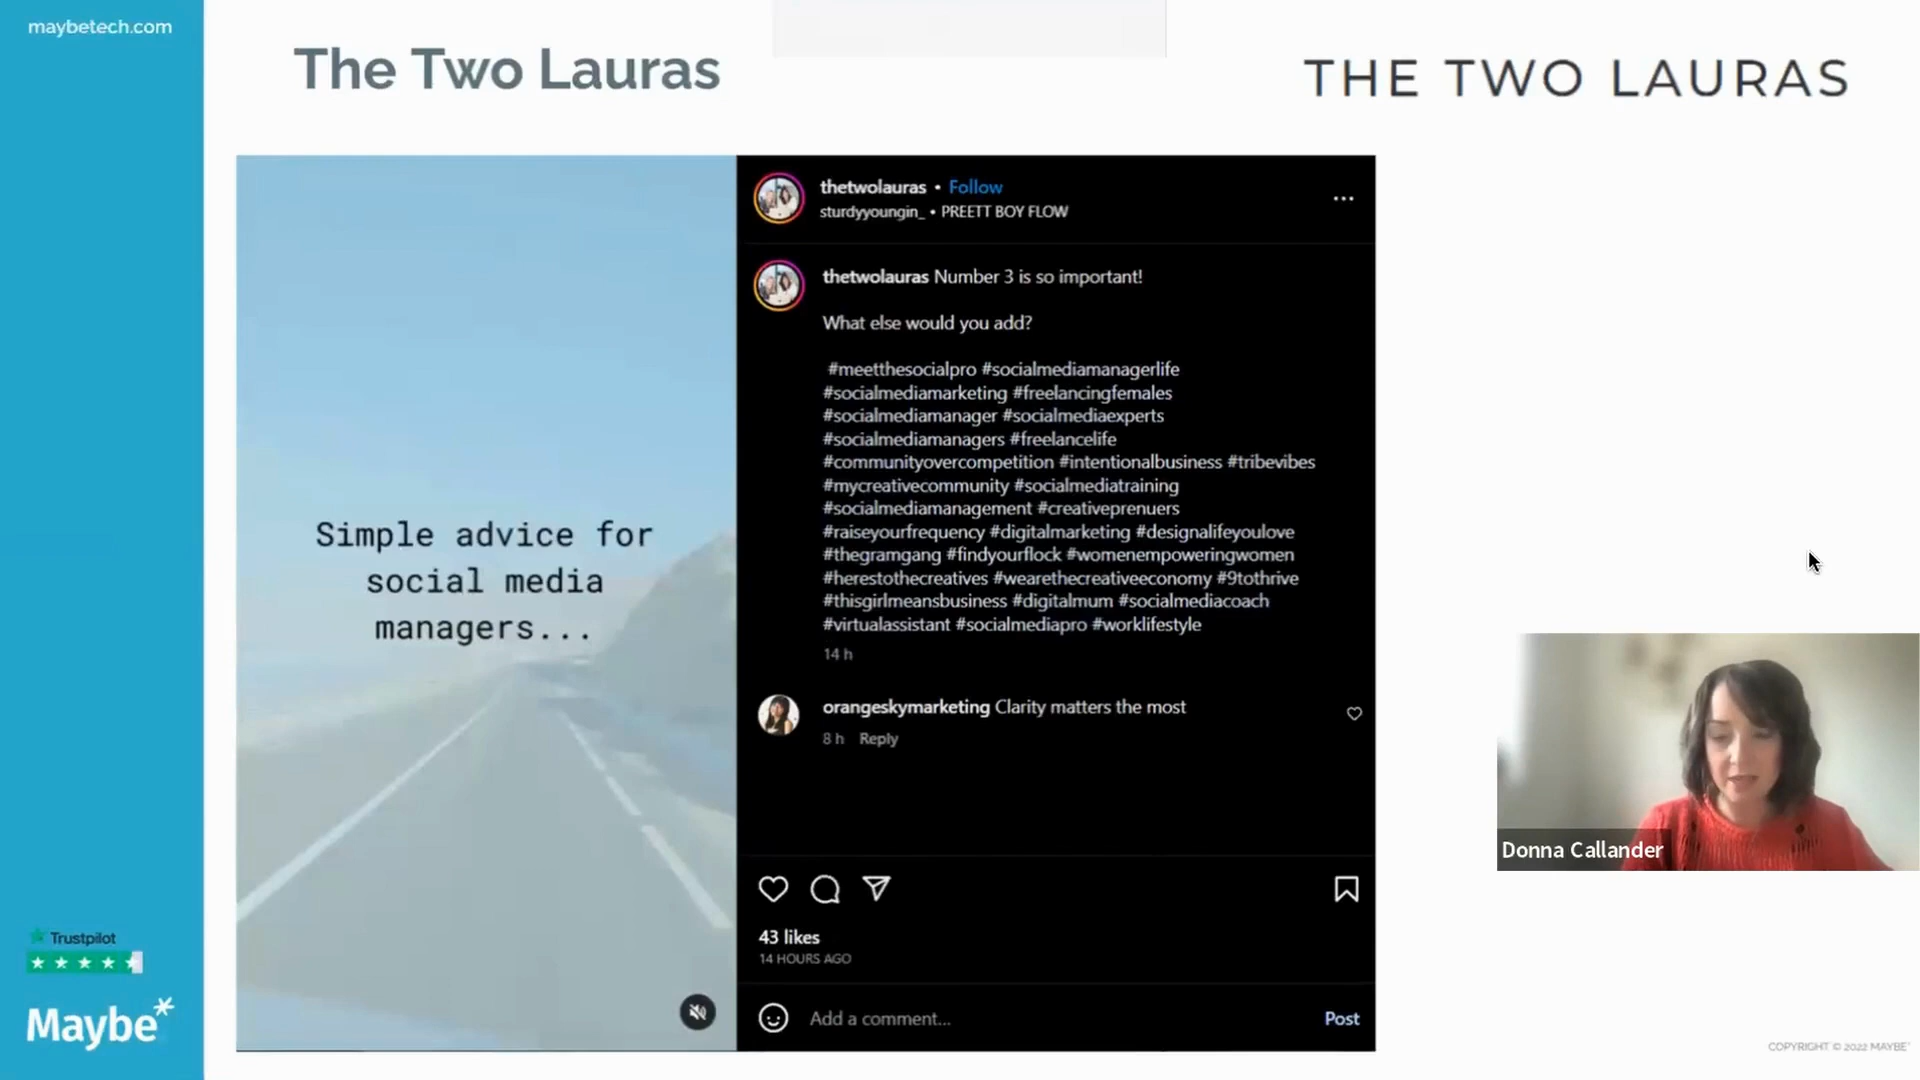 maybetech.com
The Two Lauras
THE TWO LAURAS
thetwolauras • Follow
sturdyyoungin_ • PREETT BOY FLOW
thetwolauras Number 3 is so important!
What else would you add?
#meetthesocialpro #socialmediamanagerlife
#socialmediamarketing #freelancingfemales
#socialmediamanager #socialmediaexperts
#socialmediamanagers #freelancelife
#communityovercompetition #intentionalbusiness #tribevibes
#mycreativecommunity #socialmediatraining
#socialmediamanagement #creativeprenuers
#raiseyourfrequency #digitalmarketing #designalifeyoulove
#thegramgang #findyourflock #womenempoweringwomen
#herestothecreatives #wearethecreativeeconomy #9tothrive
#thisgirlmeansbusiness #digitalmum #socialmediacoach
#virtualassistant #socialmediapro #worklifestyle
14 h
orangeskymarketing Clarity matters the most
8 h Reply
43 likes
14 HOURS AGO
Add a comment... Post
Simple advice for
social media
managers...
Donna Callander
Trustpilot
Maybe*
COPYRIGHT © 2022 MAYBE*